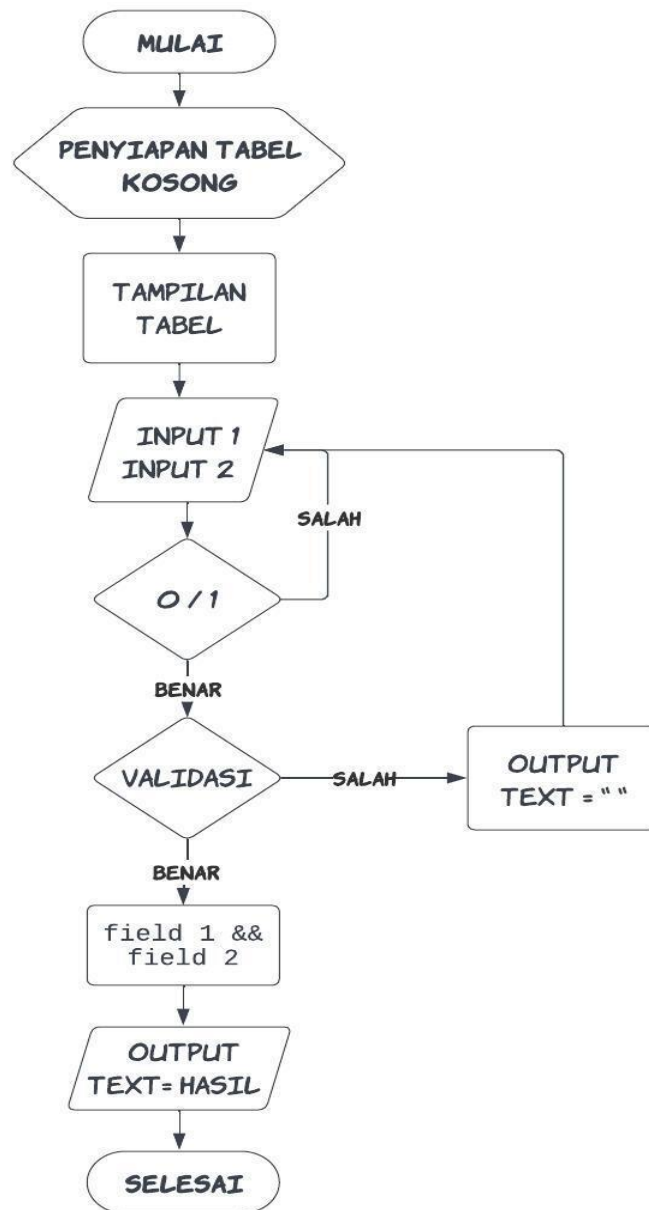 MULAI
PENYIAPAN TABEL
KOSONG
TAMPILAN
TABEL
INPUT 1
INPUT 2
SALAH
0 / 1
BENAR
VALIDASI
SALAH
OUTPUT
TEXT = " "
BENAR
field 1 &&
field 2
OUTPUT
TEXT= HASIL
SELESAI